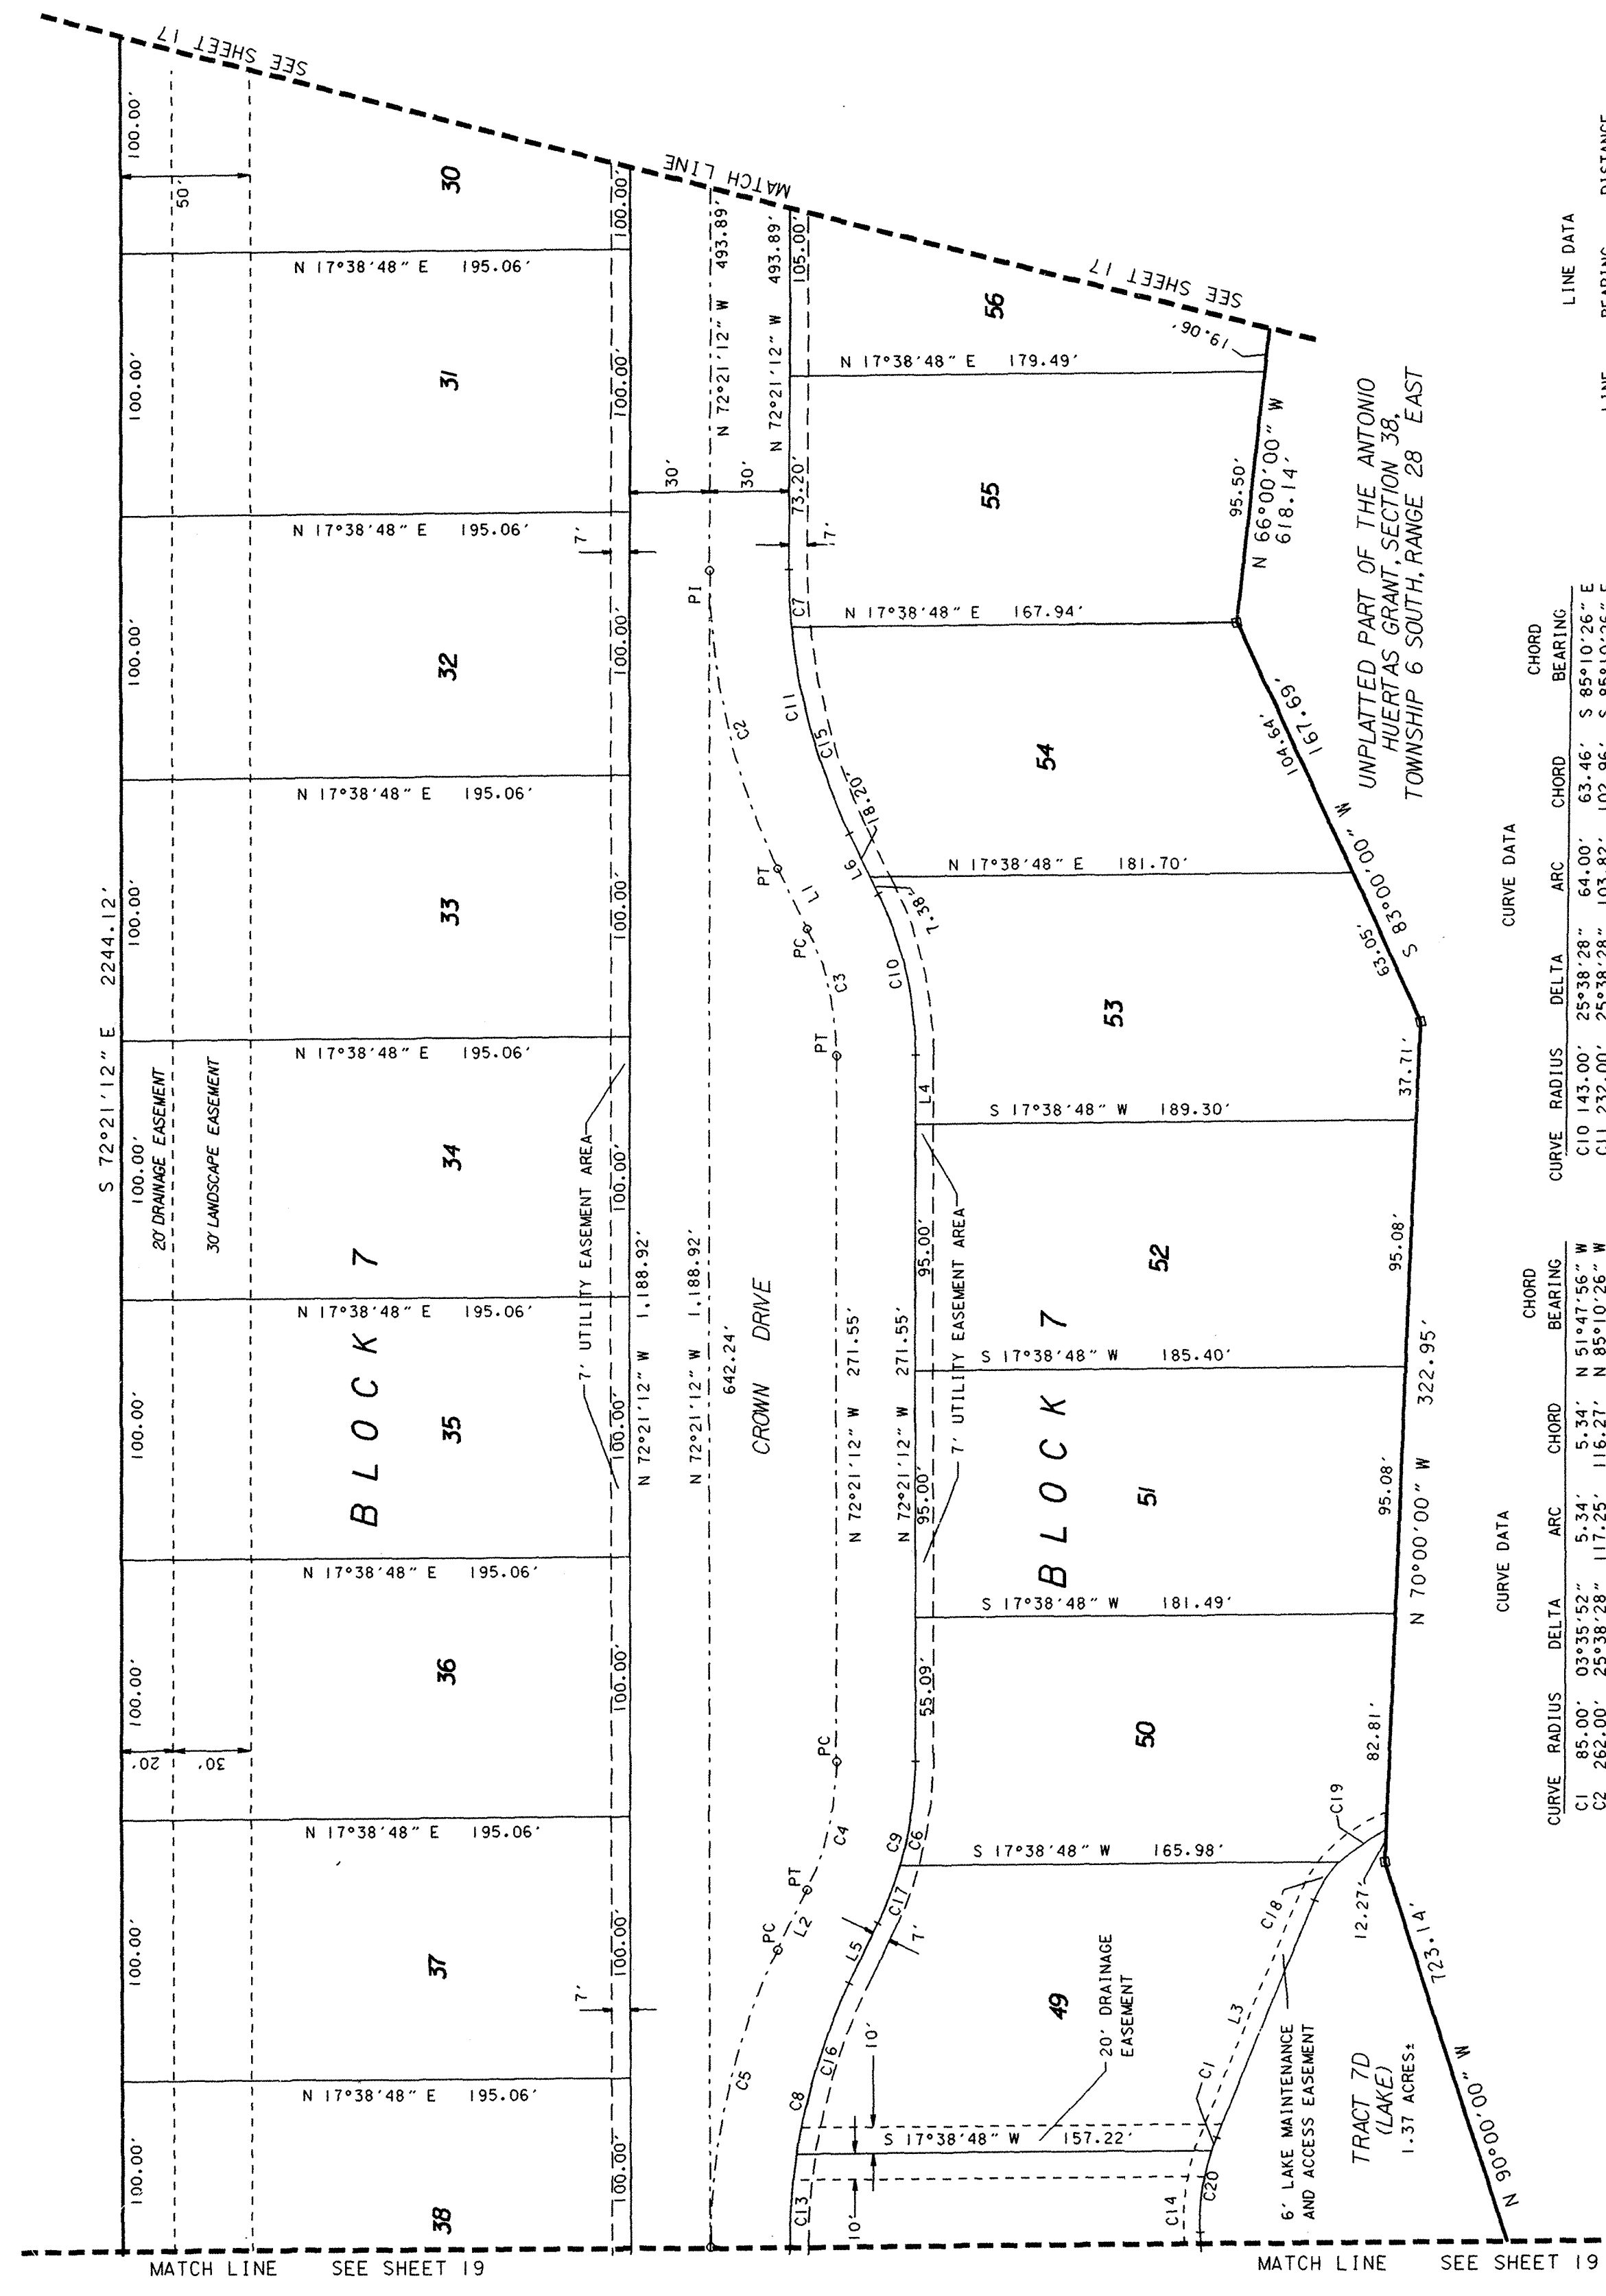 SEE SHEET 17
MATCH LINE
SEE SHEET 17
S 72°21'12" E 2244.12'
100.00'
100.00'
100.00'
100.00'
100.00'
100.00'
100.00'
100.00'
100.00'
50'
20' DRAINAGE EASEMENT
30' LANDSCAPE EASEMENT
20'
30'
30
31
32
33
34
35
36
37
38
BLOCK 7
N 17°38'48" E 195.06'
N 17°38'48" E 195.06'
N 17°38'48" E 195.06'
N 17°38'48" E 195.06'
N 17°38'48" E 195.06'
N 17°38'48" E 195.06'
N 17°38'48" E 195.06'
N 17°38'48" E 195.06'
7'
7'
7' UTILITY EASEMENT AREA
100.00'
100.00'
100.00'
100.00'
100.00'
100.00'
100.00'
100.00'
100.00'
N 72°21'12" W 1,188.92'
N 72°21'12" W 1,188.92'
642.24'
CROWN DRIVE
N 72°21'12" W 493.89'
N 72°21'12" W 493.89'
105.00'
30'
30'
73.20'
7'
PI
C2
PT
L1
PC
C3
PT
PC
C4
PT
L2
PC
C5
C7
C11
C15
18.20'
L6
7.38'
C10
L4
N 72°21'12" W 271.55'
N 72°21'12" W 271.55'
95.00'
95.00'
55.09'
7' UTILITY EASEMENT AREA
C9
C6
C17
L5
7'
C16
C8
C13
10'
10'
BLOCK 7
56
55
54
53
52
51
50
49
N 17°38'48" E 179.49'
N 17°38'48" E 167.94'
N 17°38'48" E 181.70'
S 17°38'48" W 189.30'
S 17°38'48" W 185.40'
S 17°38'48" W 181.49'
S 17°38'48" W 165.98'
S 17°38'48" W 157.22'
20' DRAINAGE
EASEMENT
19.06'
95.50'
N 66°00'00" W
618.14'
104.64'
167.69'
63.05'
S 83°00'00" W
37.71'
95.08'
95.08'
82.81'
N 70°00'00" W 322.95'
C19
12.27'
C18
L3
C1
C20
C14
723.14'
N 90°00'00" W
6' LAKE MAINTENANCE
AND ACCESS EASEMENT
TRACT 7D
(LAKE)
1.37 ACRES±
UNPLATTED PART OF THE ANTONIO
HUERTAS GRANT, SECTION 38,
TOWNSHIP 6 SOUTH, RANGE 28 EAST
MATCH LINE SEE SHEET 19
MATCH LINE SEE SHEET 19
CURVE DATA
CURVE RADIUS DELTA ARC CHORD CHORD BEARING
C1 85.00' 03°35'52" 5.34' 5.34' N 51°47'56" W
C2 262.00' 25°38'28" 117.25' 116.27' N 85°10'26" W
CURVE DATA
CURVE RADIUS DELTA ARC CHORD CHORD BEARING
C10 143.00' 25°38'28" 64.00' 63.46' S 85°10'26" E
C11 232.00' 25°38'28" 103.82' 102.96' S 85°10'26" E
LINE DATA
LINE BEARING DISTANCE